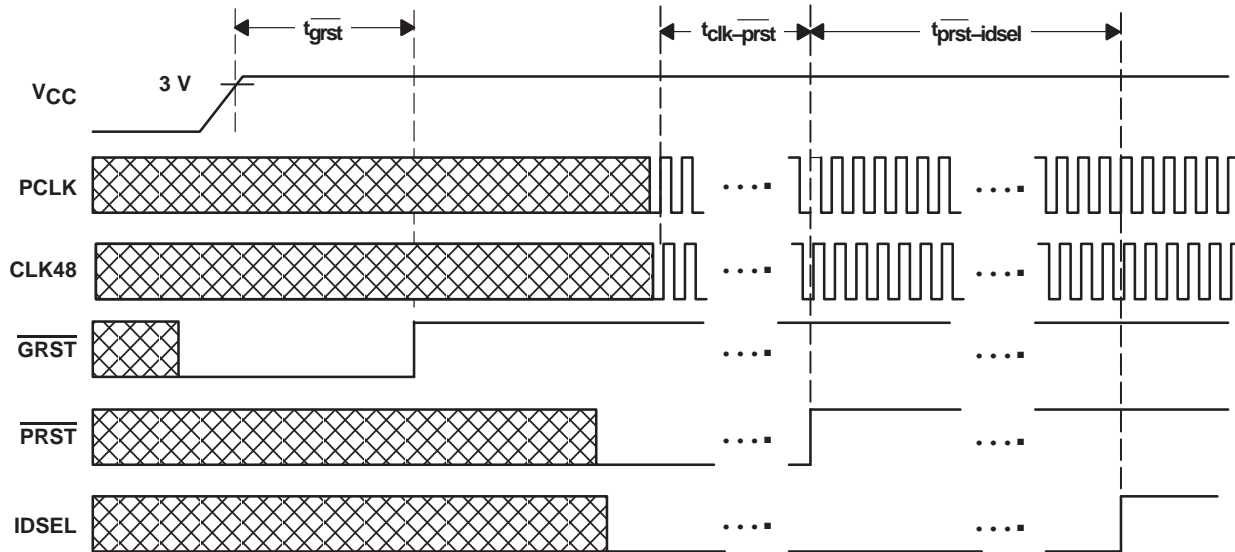 tgrst
tclk–prst
tprst–idsel
3 V
VCC
PCLK
CLK48
GRST
PRST
IDSEL